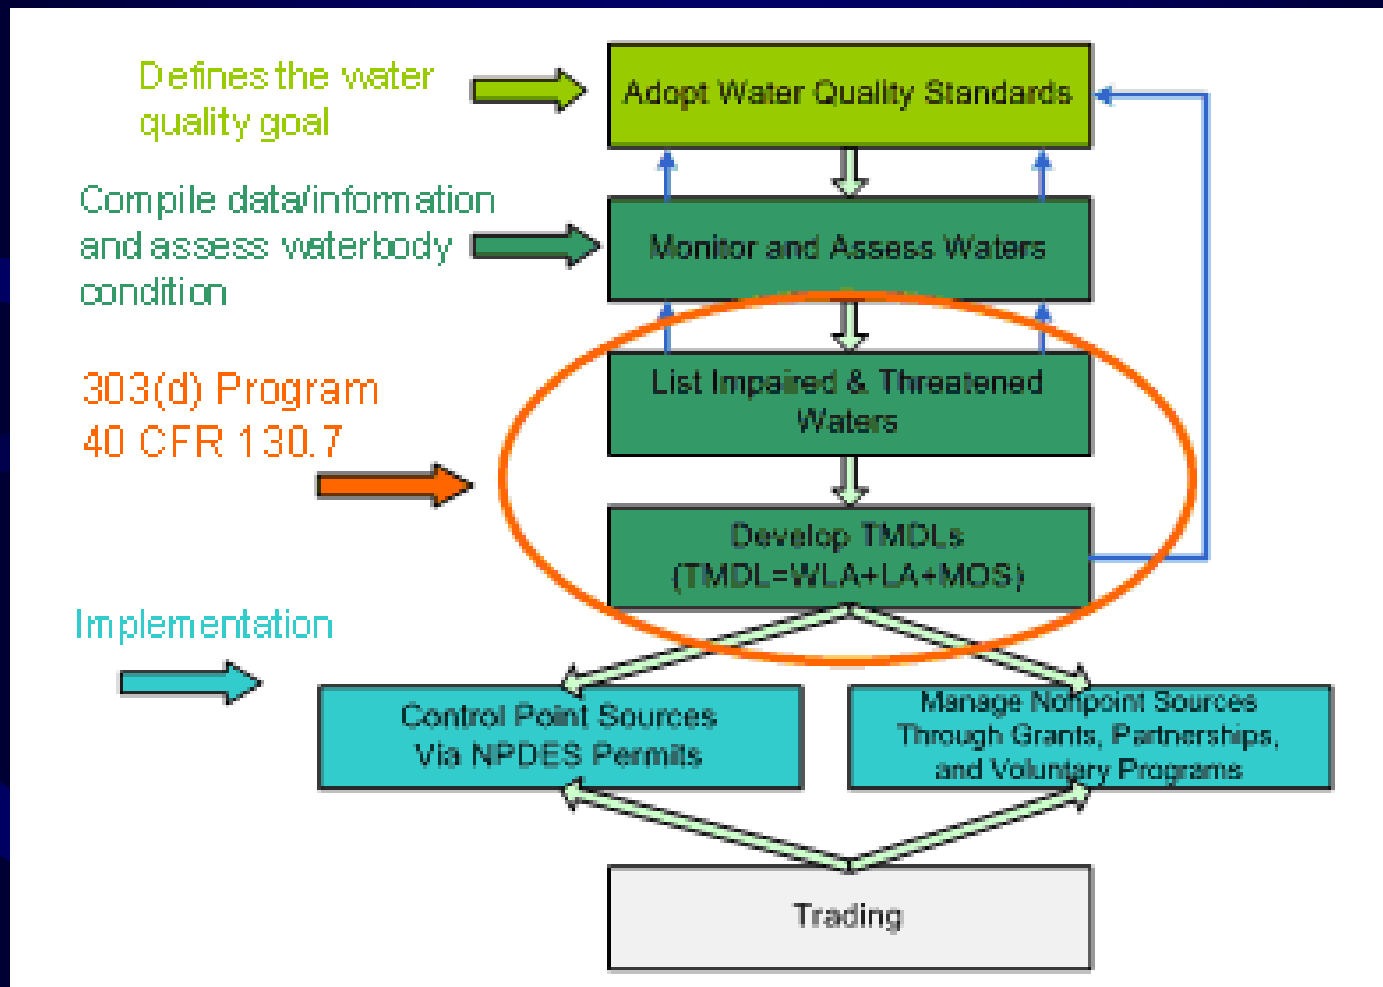 Defines the water
quality goal
Adopt Water Quality Standards
Compile data/information
and assess waterbody
condition
Monitor and Assess Waters
303(d) Program
40 CFR 130.7
List Impaired & Threatened
Waters
Develop TMDLs
(TMDL=WLA+LA+MOS)
Implementation
Control Point Sources
Via NPDES Permits
Manage Nonpoint Sources
Through Grants, Partnerships,
and Voluntary Programs
Trading